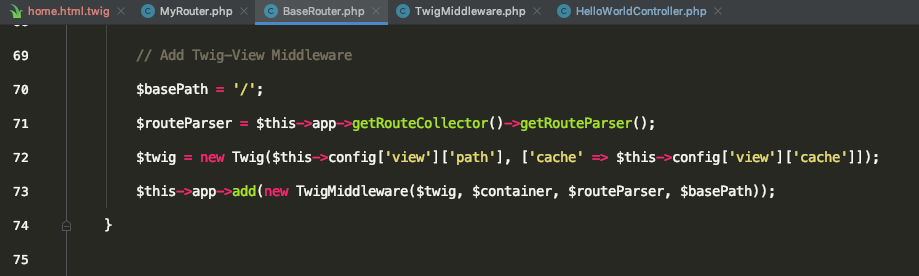 home.html.twig MyRouter.php BaseRouter.php TwigMiddleware.php HelloWorldController.php
69 // Add Twig-View Middleware
70 $basePath = '/';
71 $routeParser = $this->app->getRouteCollector()->getRouteParser();
72 $twig = new Twig($this->config['view']['path'], ['cache' => $this->config['view']['cache']]);
73 $this->app->add(new TwigMiddleware($twig, $container, $routeParser, $basePath));
74 }
75